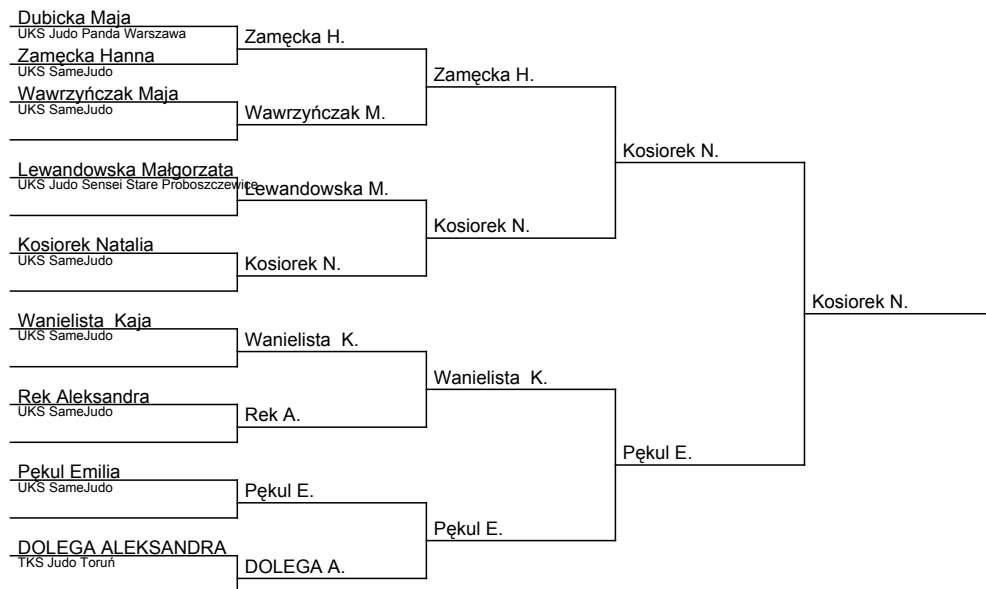 Dubicka Maja
UKS Judo Panda Warszawa
Zamęcka H.
Zamęcka Hanna
UKS SameJudo
Zamęcka H.
Wawrzyńczak Maja
UKS SameJudo
Wawrzyńczak M.
Kosiorek N.
Lewandowska Małgorzata
UKS Judo Sensei Stare Proboszczewice
Lewandowska M.
Kosiorek N.
Kosiorek Natalia
UKS SameJudo
Kosiorek N.
Kosiorek N.
Wanielista  Kaja
UKS SameJudo
Wanielista  K.
Wanielista  K.
Rek Aleksandra
UKS SameJudo
Rek A.
Pękul E.
Pękul Emilia
UKS SameJudo
Pękul E.
Pękul E.
DOLEGA ALEKSANDRA
TKS Judo Toruń
DOLEGA A.